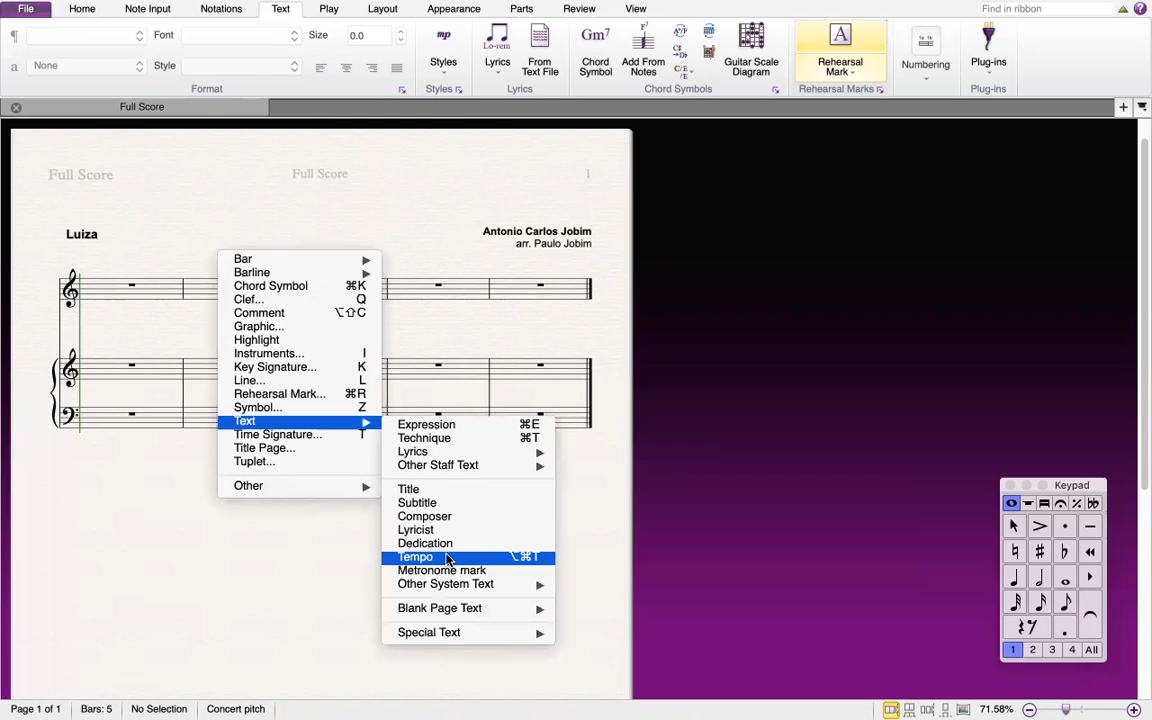 File Home Note Input Notations Text Play Layout Appearance Parts Review View Find in ribbon
¶ Font Size 0.0
a None Style
Format
mp
Styles
Styles
Lo-rem
Lyrics
From
Text File
Lyrics
Gm⁷
Chord
Symbol
F⁷
Add From
Notes
Guitar Scale
Diagram
Chord Symbols
A
Rehearsal
Mark
Rehearsal Marks
Numbering
Plug-ins
Plug-ins
Full Score
Full Score Full Score 1
Luiza
Antonio Carlos Jobim
arr. Paulo Jobim
Bar
Barline
Chord Symbol ⌘K
Clef... Q
Comment ⌥⇧C
Graphic...
Highlight
Instruments... I
Key Signature... K
Line... L
Rehearsal Mark... ⌘R
Symbol... Z
Text
Time Signature... T
Title Page...
Tuplet...
Other
Expression ⌘E
Technique ⌘T
Lyrics
Other Staff Text
Title
Subtitle
Composer
Lyricist
Dedication
Tempo ⌥⌘T
Metronome mark
Other System Text
Blank Page Text
Special Text
Keypad
1 2 3 4 All
Page 1 of 1 Bars: 5 No Selection Concert pitch 71.58%